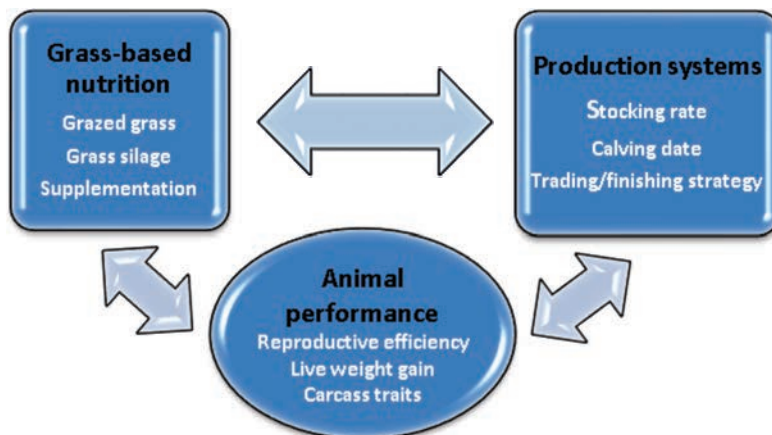 Grass-based
nutrition
Grazed grass
Grass silage
Supplementation
Production systems
Stocking rate
Calving date
Trading/finishing strategy
Animal
performance
Reproductive efficiency
Live weight gain
Carcass traits